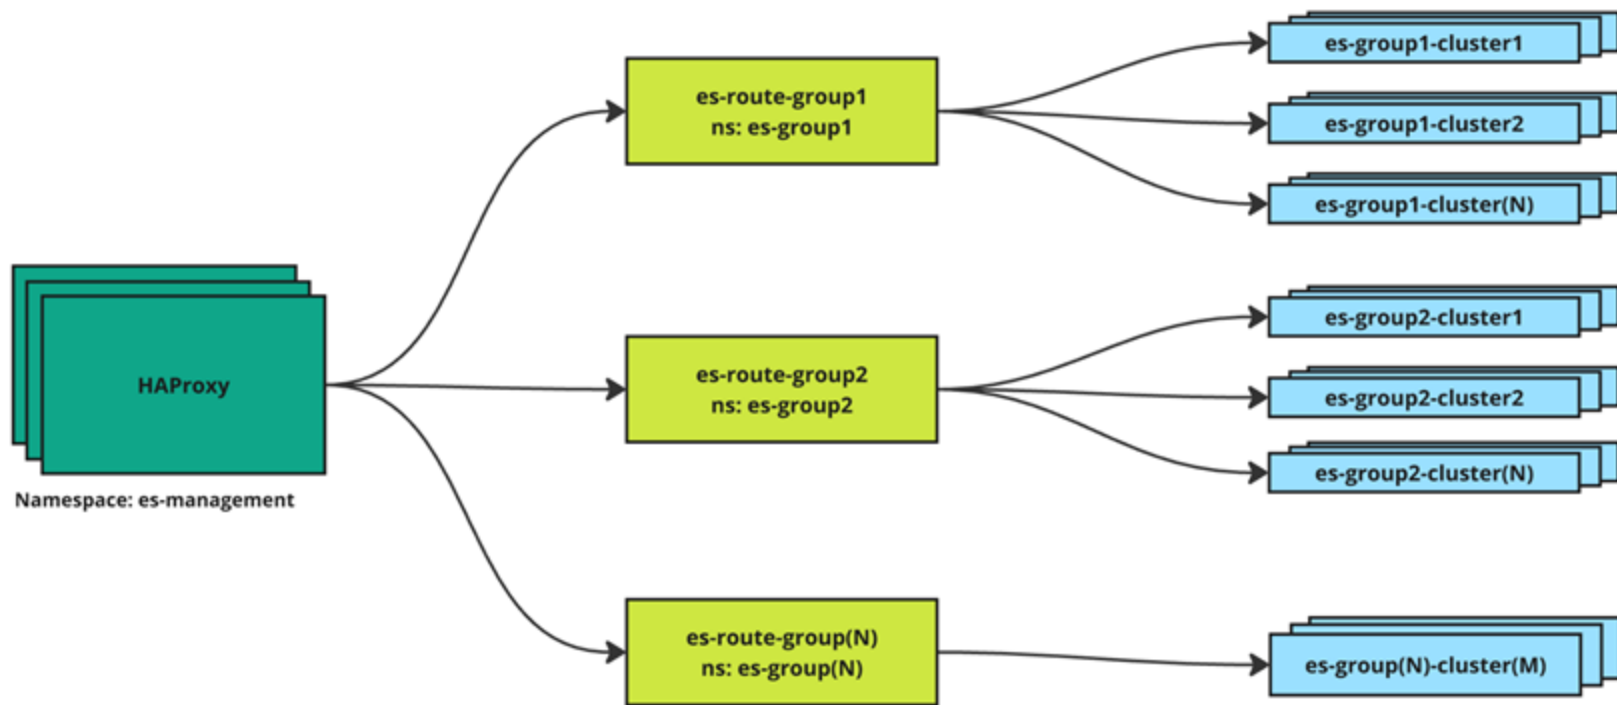 HAProxy
Namespace: es-management
es-route-group1
ns: es-group1
es-route-group2
ns: es-group2
es-route-group(N)
ns: es-group(N)
es-group1-cluster1
es-group1-cluster2
es-group1-cluster(N)
es-group2-cluster1
es-group2-cluster2
es-group2-cluster(N)
es-group(N)-cluster(M)